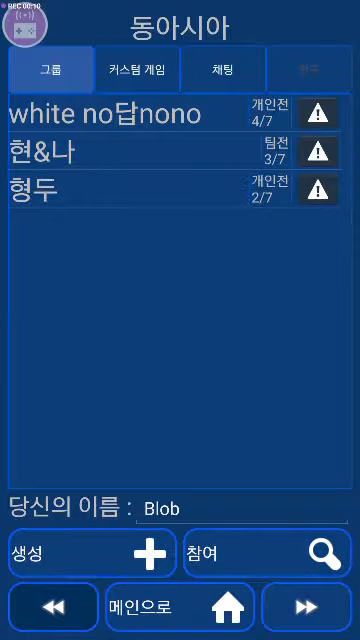 REC 00:10
동아시아
그룹
커스텀 게임
채팅
white no답nono
개인전
4/7
현&나
팀전
3/7
형두
개인전
2/7
당신의 이름 : Blob
생성
참여
메인으로